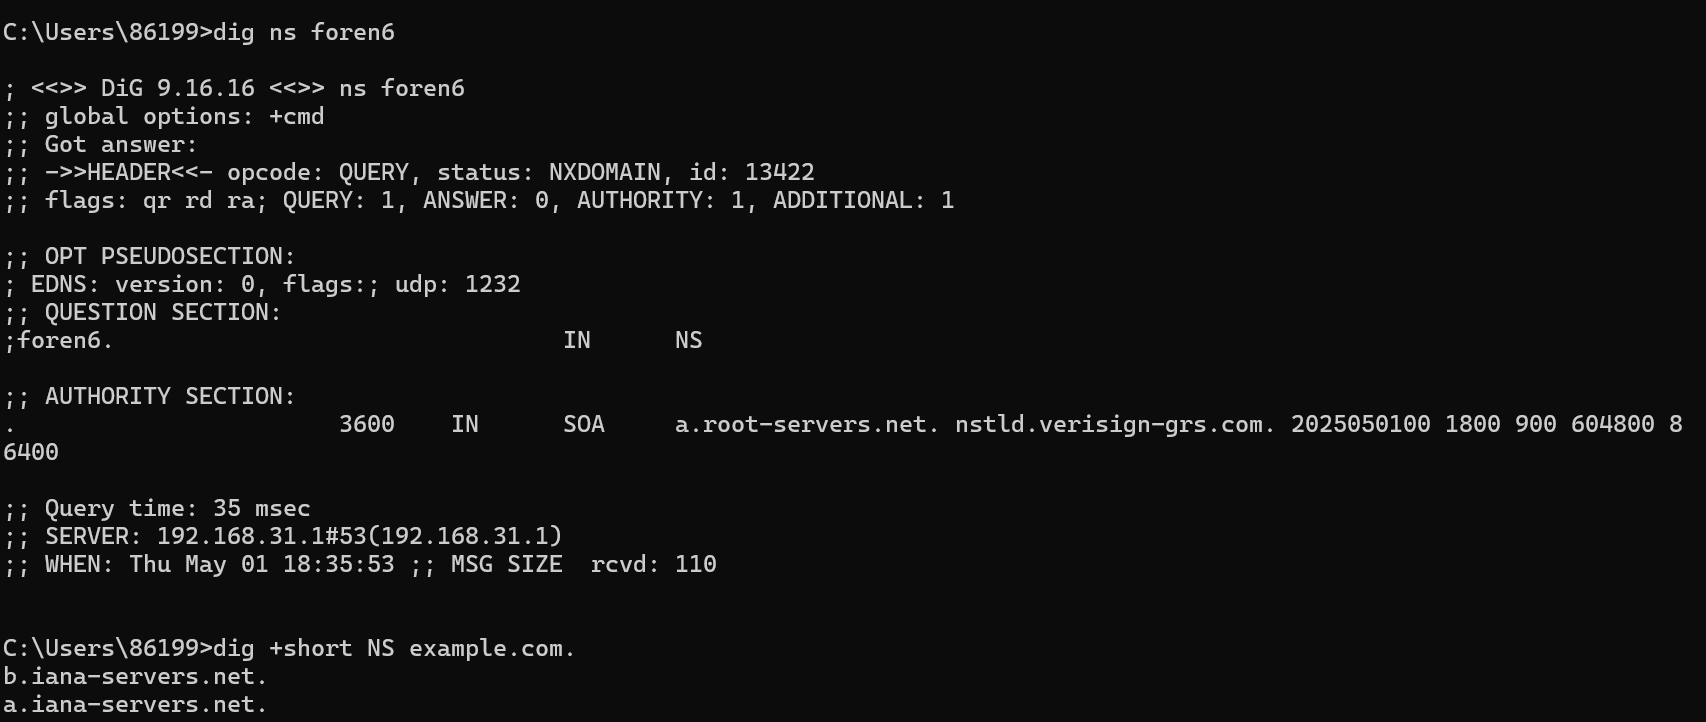 C:\Users\86199>dig ns foren6
; <<>> DiG 9.16.16 <<>> ns foren6
;; global options: +cmd
;; Got answer:
;; ->>HEADER<<- opcode: QUERY, status: NXDOMAIN, id: 13422
;; flags: qr rd ra; QUERY: 1, ANSWER: 0, AUTHORITY: 1, ADDITIONAL: 1
;; OPT PSEUDOSECTION:
; EDNS: version: 0, flags:; udp: 1232
;; QUESTION SECTION:
;foren6. IN NS
;; AUTHORITY SECTION:
. 3600 IN SOA a.root-servers.net. nstld.verisign-grs.com. 2025050100 1800 900 604800 8
6400
;; Query time: 35 msec
;; SERVER: 192.168.31.1#53(192.168.31.1)
;; WHEN: Thu May 01 18:35:53 ;; MSG SIZE  rcvd: 110
C:\Users\86199>dig +short NS example.com.
b.iana-servers.net.
a.iana-servers.net.